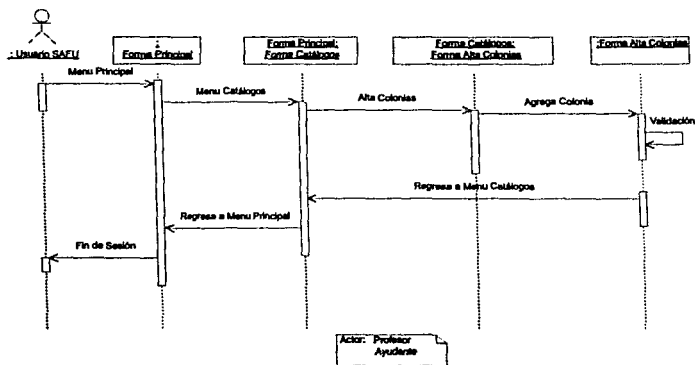 : Usuario SAFU
: Forma Principal
Forma Principal:
Forma Catálogos
Forma Catálogos:
Forma Alta Colonias
:Forma Alta Colonias
Menu Principal
Menu Catálogos
Alta Colonias
Agrega Colonia
Validación
Regresa a Menu Catálogos
Regresa a Menu Principal
Fin de Sesión
Actor: Profesor
Ayudante